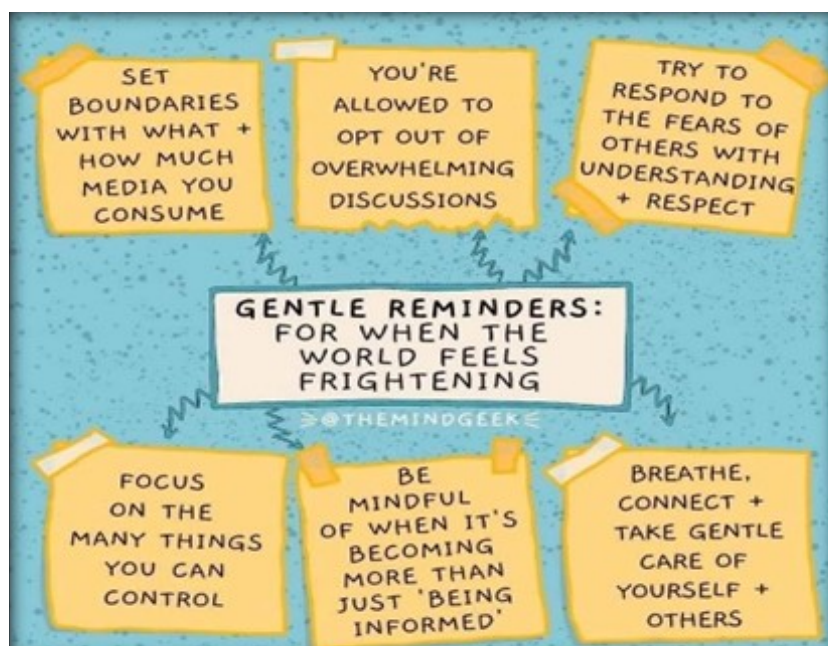 SET
BOUNDARIES
WITH WHAT +
HOW MUCH
MEDIA YOU
CONSUME
YOU'RE
ALLOWED TO
OPT OUT OF
OVERWHELMING
DISCUSSIONS
TRY TO
RESPOND TO
THE FEARS OF
OTHERS WITH
UNDERSTANDING
+ RESPECT
GENTLE REMINDERS:
FOR WHEN THE
WORLD FEELS
FRIGHTENING
@THEMINDGEEK
FOCUS
ON THE
MANY THINGS
YOU CAN
CONTROL
BE
MINDFUL
OF WHEN IT'S
BECOMING
MORE THAN
JUST 'BEING
INFORMED'
BREATHE,
CONNECT +
TAKE GENTLE
CARE OF
YOURSELF +
OTHERS